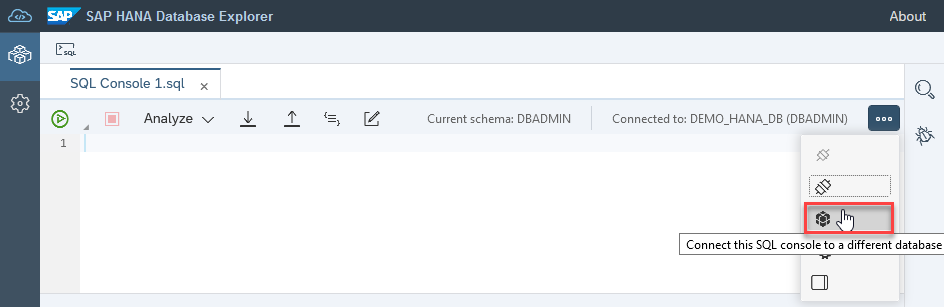 SAP SAP HANA Database Explorer About
SQL
SQL Console 1.sql ×
Analyze Current schema: DBADMIN Connected to: DEMO_HANA_DB (DBADMIN)
1
Connect this SQL console to a different database